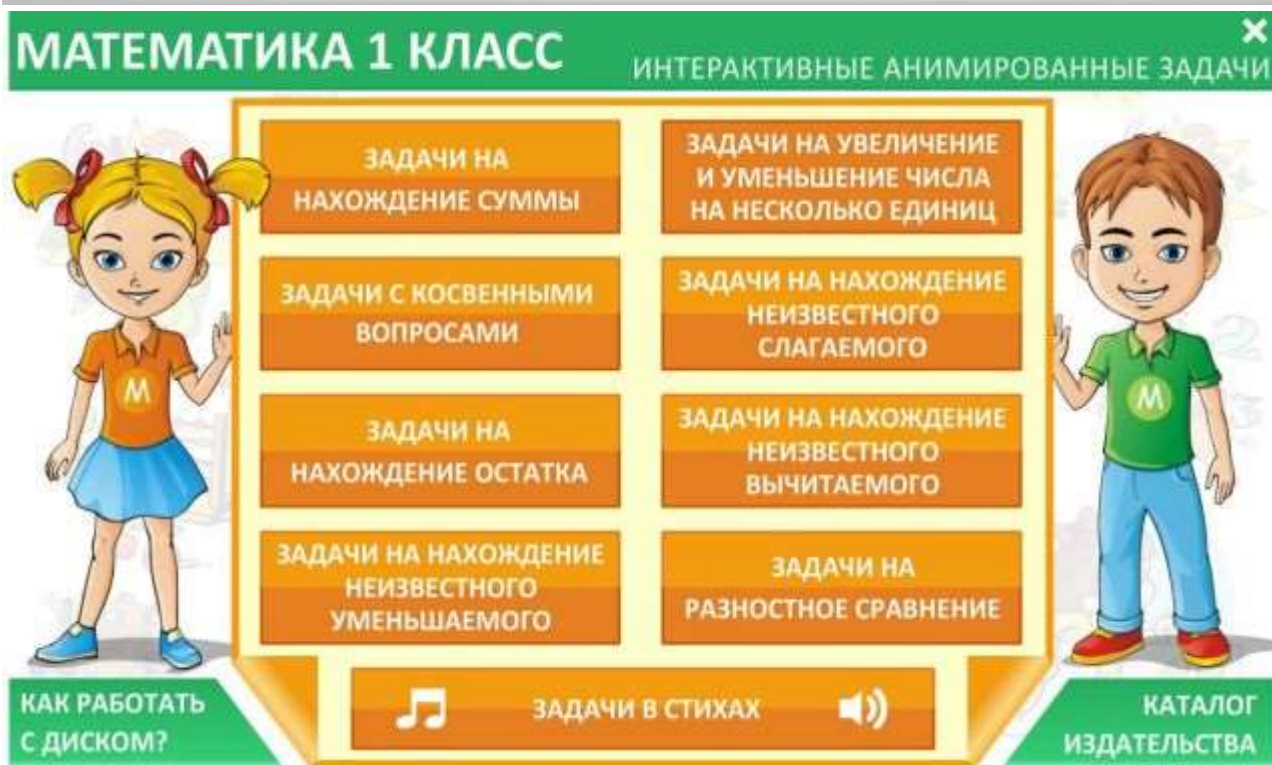 МАТЕМАТИКА 1 КЛАСС
ИНТЕРАКТИВНЫЕ АНИМИРОВАННЫЕ ЗАДАЧИ
ЗАДАЧИ НА
НАХОЖДЕНИЕ СУММЫ
ЗАДАЧИ НА УВЕЛИЧЕНИЕ
И УМЕНЬШЕНИЕ ЧИСЛА
НА НЕСКОЛЬКО ЕДИНИЦ
ЗАДАЧИ С КОСВЕННЫМИ
ВОПРОСАМИ
ЗАДАЧИ НА НАХОЖДЕНИЕ
НЕИЗВЕСТНОГО
СЛАГАЕМОГО
ЗАДАЧИ НА
НАХОЖДЕНИЕ ОСТАТКА
ЗАДАЧИ НА НАХОЖДЕНИЕ
НЕИЗВЕСТНОГО
ВЫЧИТАЕМОГО
ЗАДАЧИ НА НАХОЖДЕНИЕ
НЕИЗВЕСТНОГО
УМЕНЬШАЕМОГО
ЗАДАЧИ НА
РАЗНОСТНОЕ СРАВНЕНИЕ
М
М
КАК РАБОТАТЬ
С ДИСКОМ?
ЗАДАЧИ В СТИХАХ
КАТАЛОГ
ИЗДАТЕЛЬСТВА